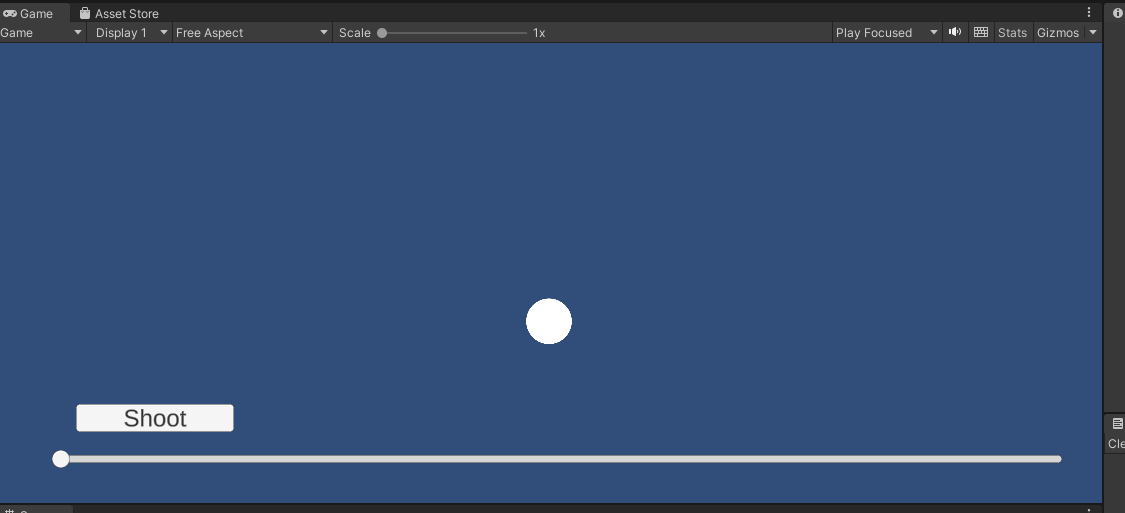 Game
Asset Store
Game
Display 1
Free Aspect
Scale
1x
Play Focused
Stats
Gizmos
Shoot
Cle